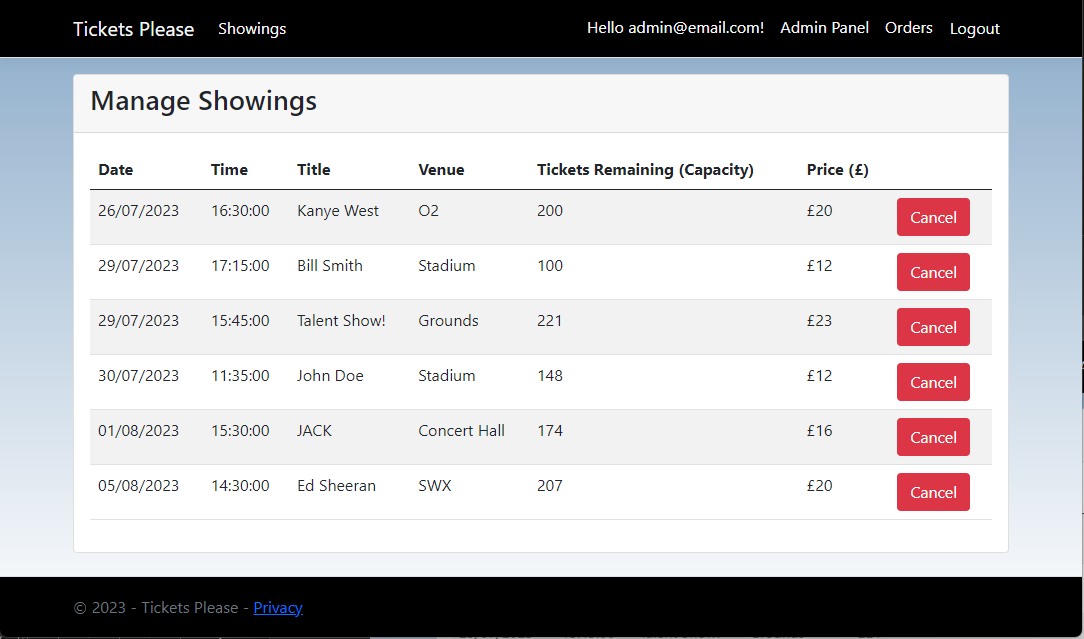 Tickets Please Showings Hello admin@email.com! Admin Panel Orders Logout
Manage Showings
Date Time Title Venue Tickets Remaining (Capacity) Price (£)
26/07/2023 16:30:00 Kanye West O2 200 £20 Cancel
29/07/2023 17:15:00 Bill Smith Stadium 100 £12 Cancel
29/07/2023 15:45:00 Talent Show! Grounds 221 £23 Cancel
30/07/2023 11:35:00 John Doe Stadium 148 £12 Cancel
01/08/2023 15:30:00 JACK Concert Hall 174 £16 Cancel
05/08/2023 14:30:00 Ed Sheeran SWX 207 £20 Cancel
© 2023 - Tickets Please - Privacy